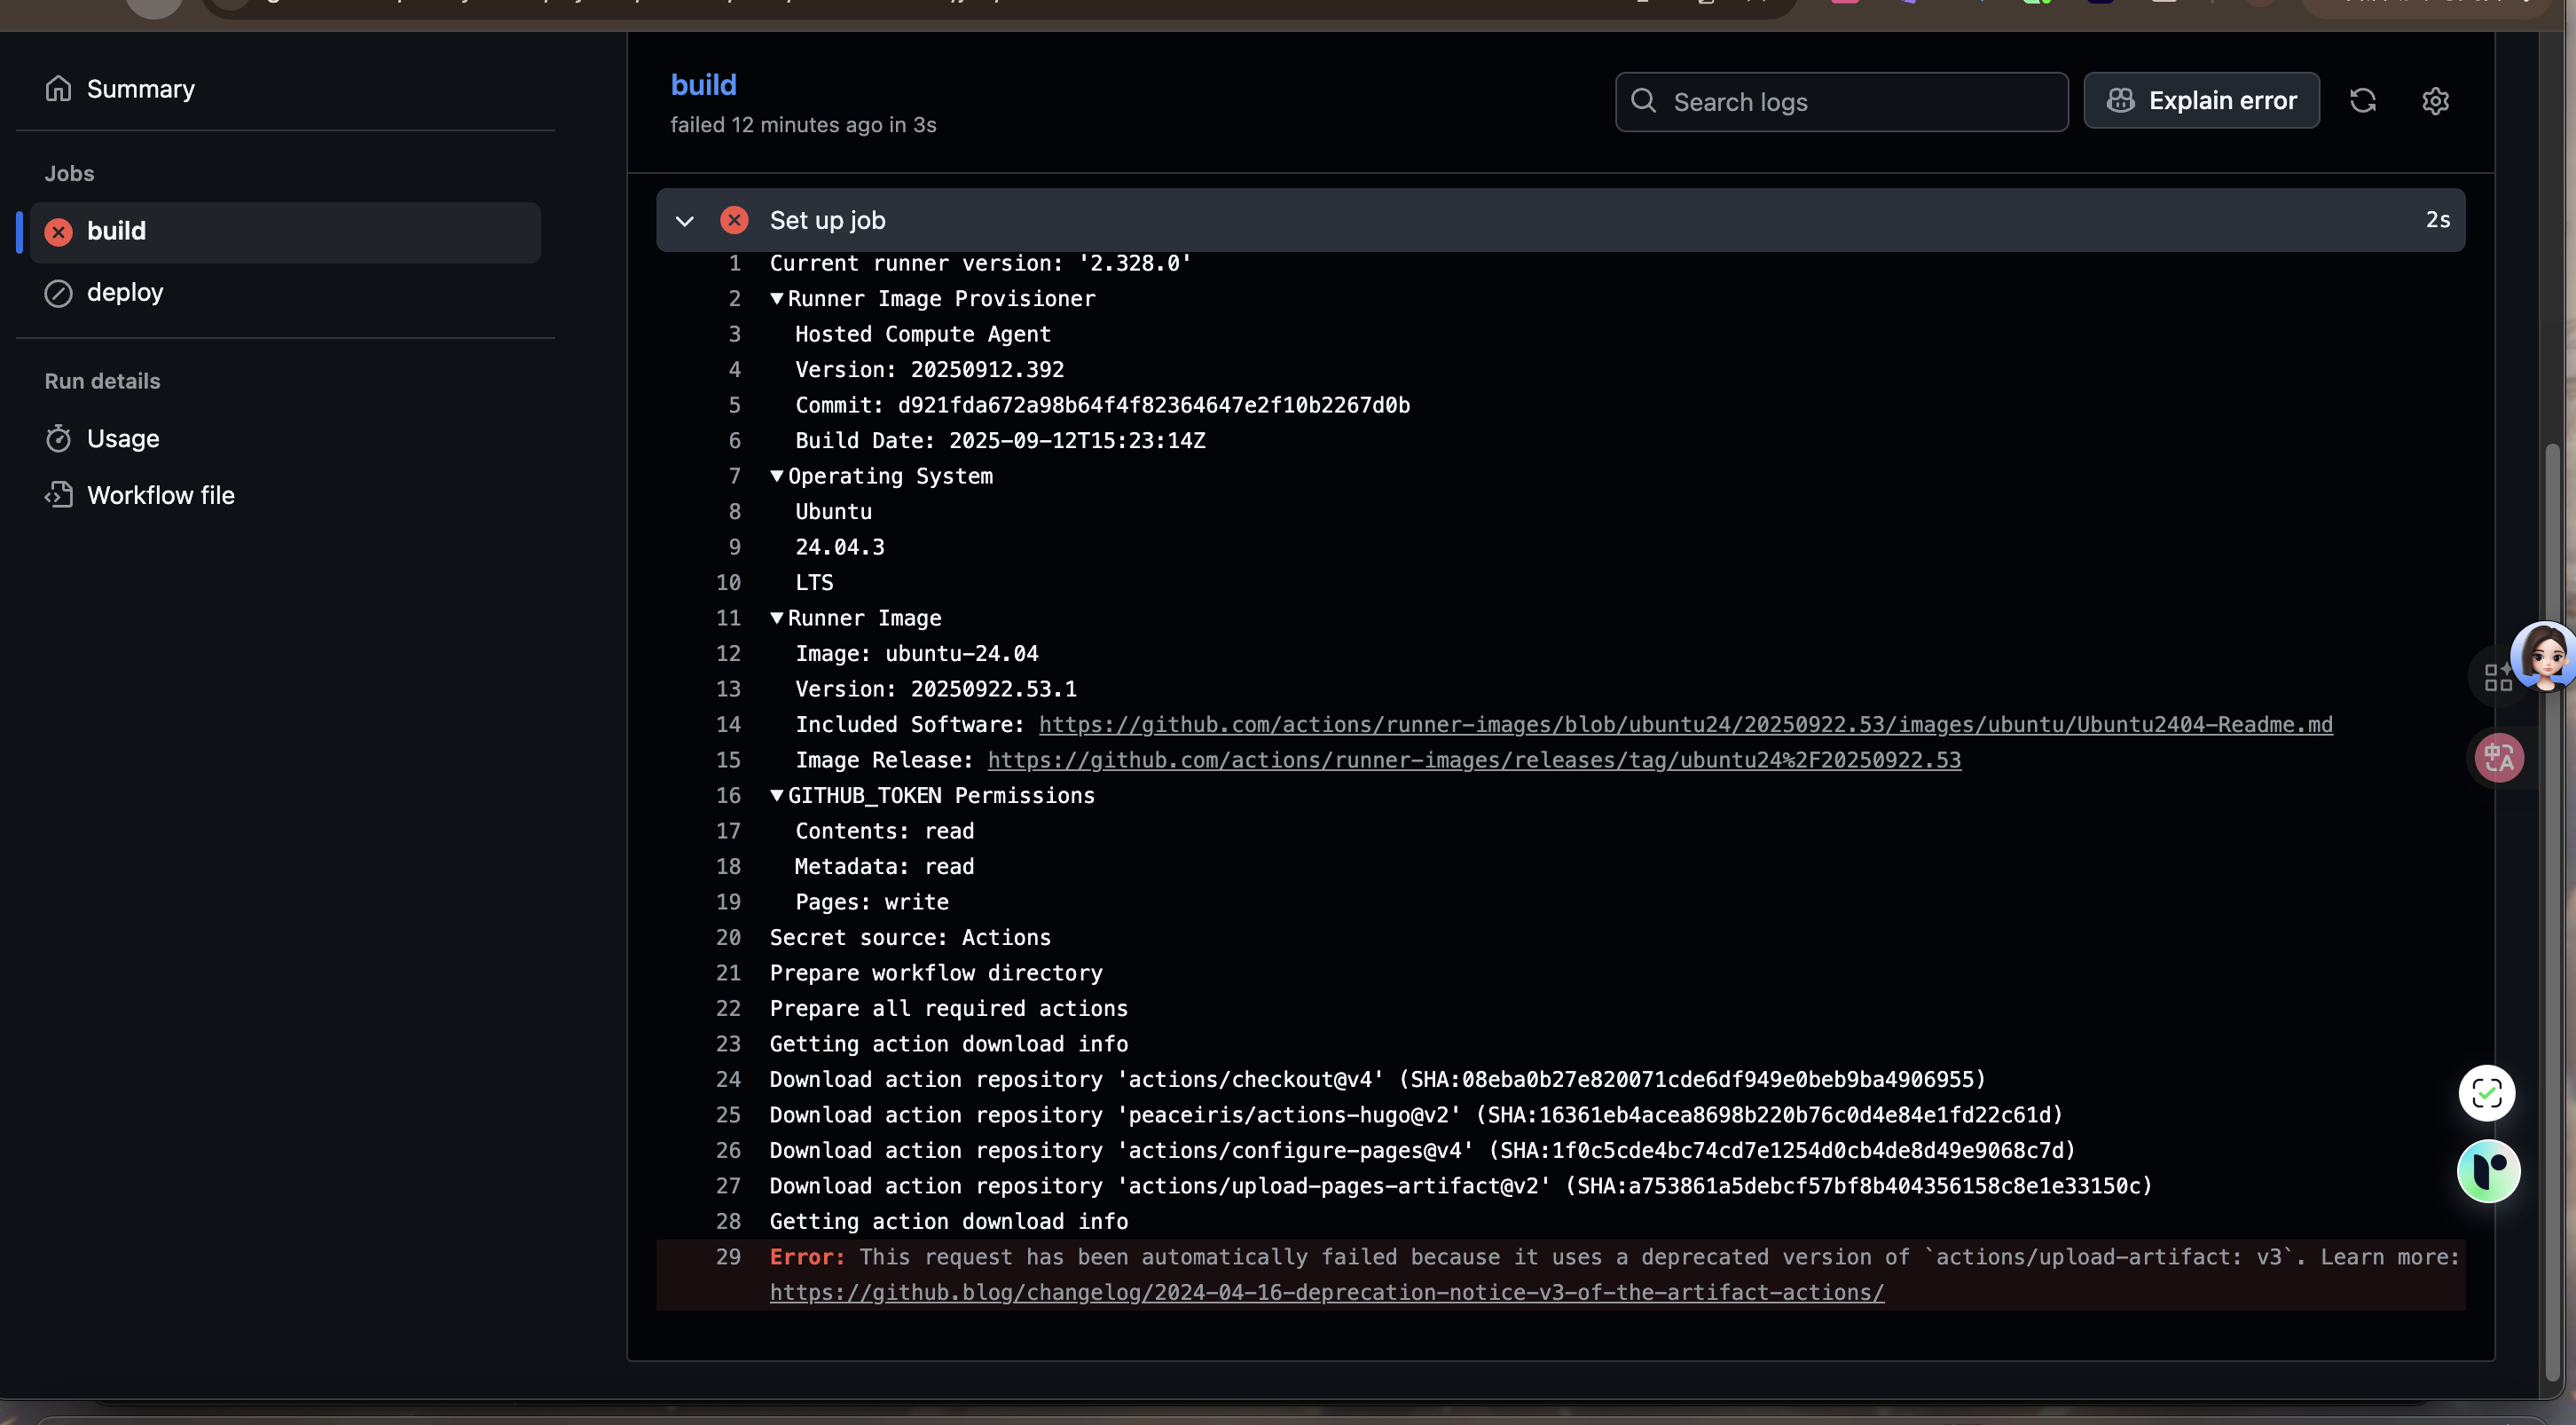 Summary
Jobs
build
deploy
Run details
Usage
Workflow file
build
failed 12 minutes ago in 3s
Search logs
Explain error
Set up job
2s
1 Current runner version: '2.328.0'
2 ▼Runner Image Provisioner
3 Hosted Compute Agent
4 Version: 20250912.392
5 Commit: d921fda672a98b64f4f82364647e2f10b2267d0b
6 Build Date: 2025-09-12T15:23:14Z
7 ▼Operating System
8 Ubuntu
9 24.04.3
10 LTS
11 ▼Runner Image
12 Image: ubuntu-24.04
13 Version: 20250922.53.1
14 Included Software: https://github.com/actions/runner-images/blob/ubuntu24/20250922.53/images/ubuntu/Ubuntu2404-Readme.md
15 Image Release: https://github.com/actions/runner-images/releases/tag/ubuntu24%2F20250922.53
16 ▼GITHUB_TOKEN Permissions
17 Contents: read
18 Metadata: read
19 Pages: write
20 Secret source: Actions
21 Prepare workflow directory
22 Prepare all required actions
23 Getting action download info
24 Download action repository 'actions/checkout@v4' (SHA:08eba0b27e820071cde6df949e0beb9ba4906955)
25 Download action repository 'peaceiris/actions-hugo@v2' (SHA:16361eb4acea8698b220b76c0d4e84e1fd22c61d)
26 Download action repository 'actions/configure-pages@v4' (SHA:1f0c5cde4bc74cd7e1254d0cb4de8d49e9068c7d)
27 Download action repository 'actions/upload-pages-artifact@v2' (SHA:a753861a5debcf57bf8b404356158c8e1e33150c)
28 Getting action download info
29 Error: This request has been automatically failed because it uses a deprecated version of `actions/upload-artifact: v3`. Learn more:
https://github.blog/changelog/2024-04-16-deprecation-notice-v3-of-the-artifact-actions/
中A